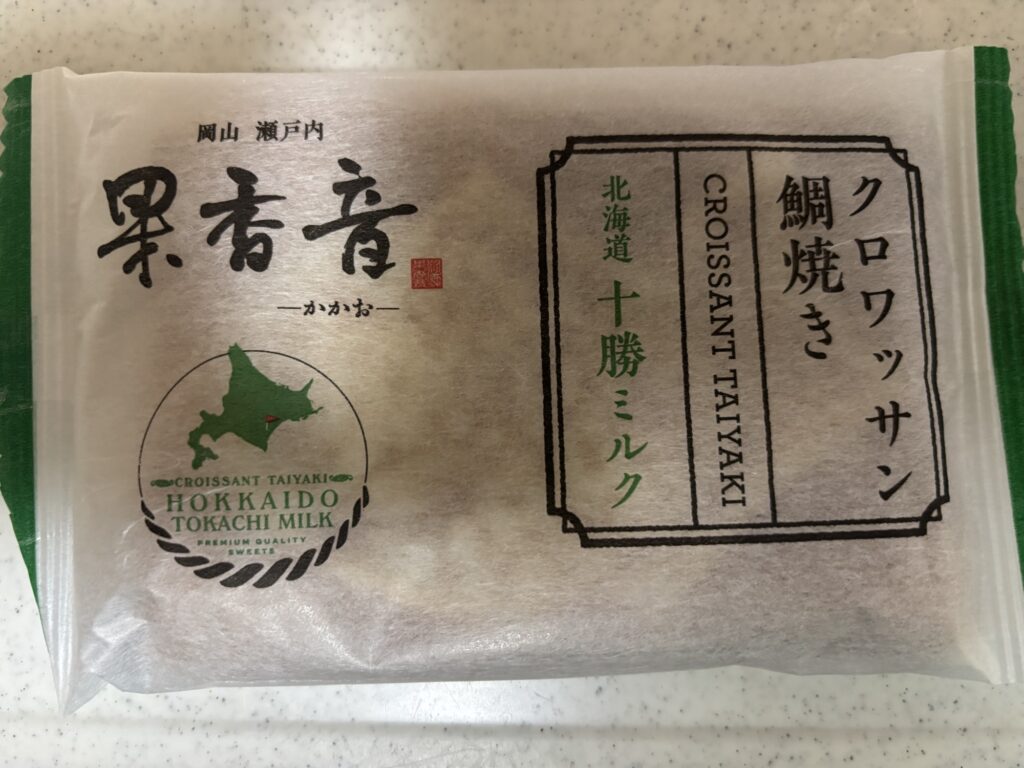 岡山 瀬戸内
果香音
―かかお―
CROISSANT TAIYAKI
HOKKAIDO
TOKACHI MILK
PREMIUM QUALITY
SWEETS
クロワッサン
鯛焼き
CROISSANT TAIYAKI
北海道 十勝ミルク